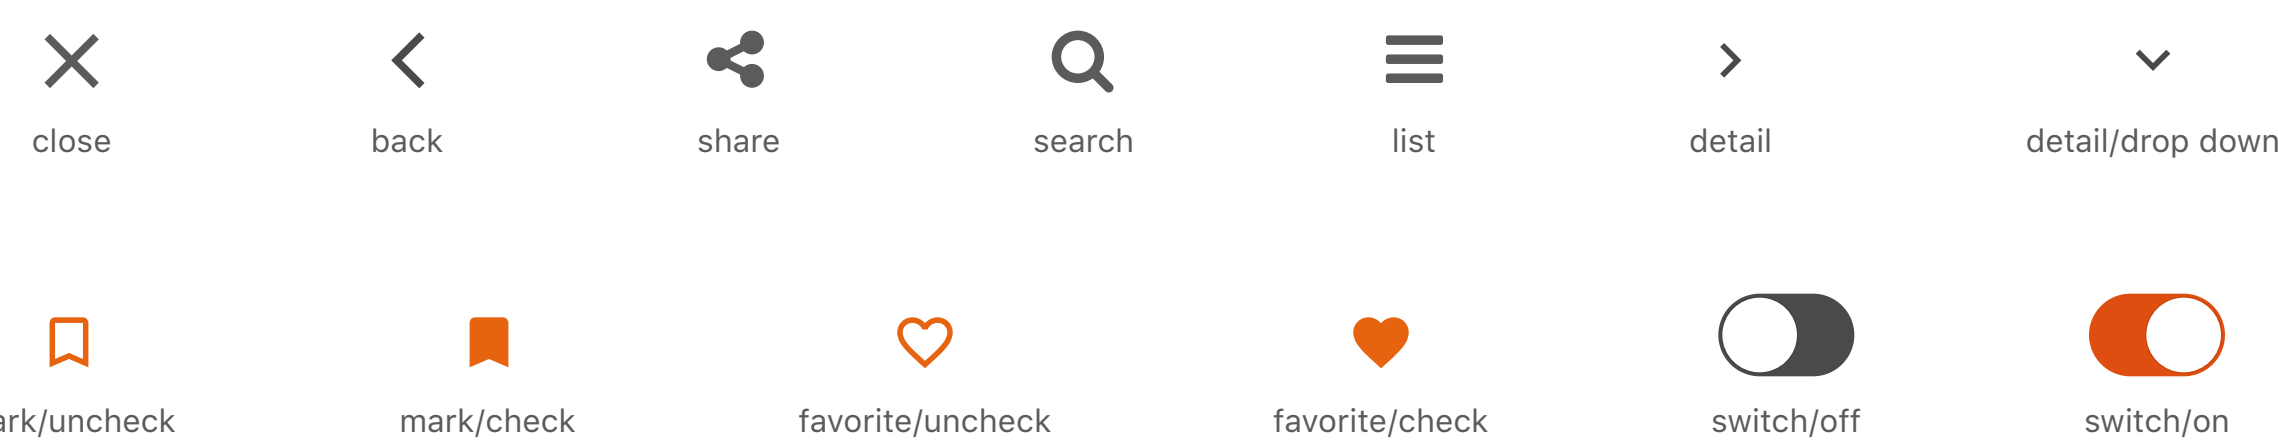 close back share search list detail detail/drop down
ark/uncheck mark/check favorite/uncheck favorite/check switch/off switch/on